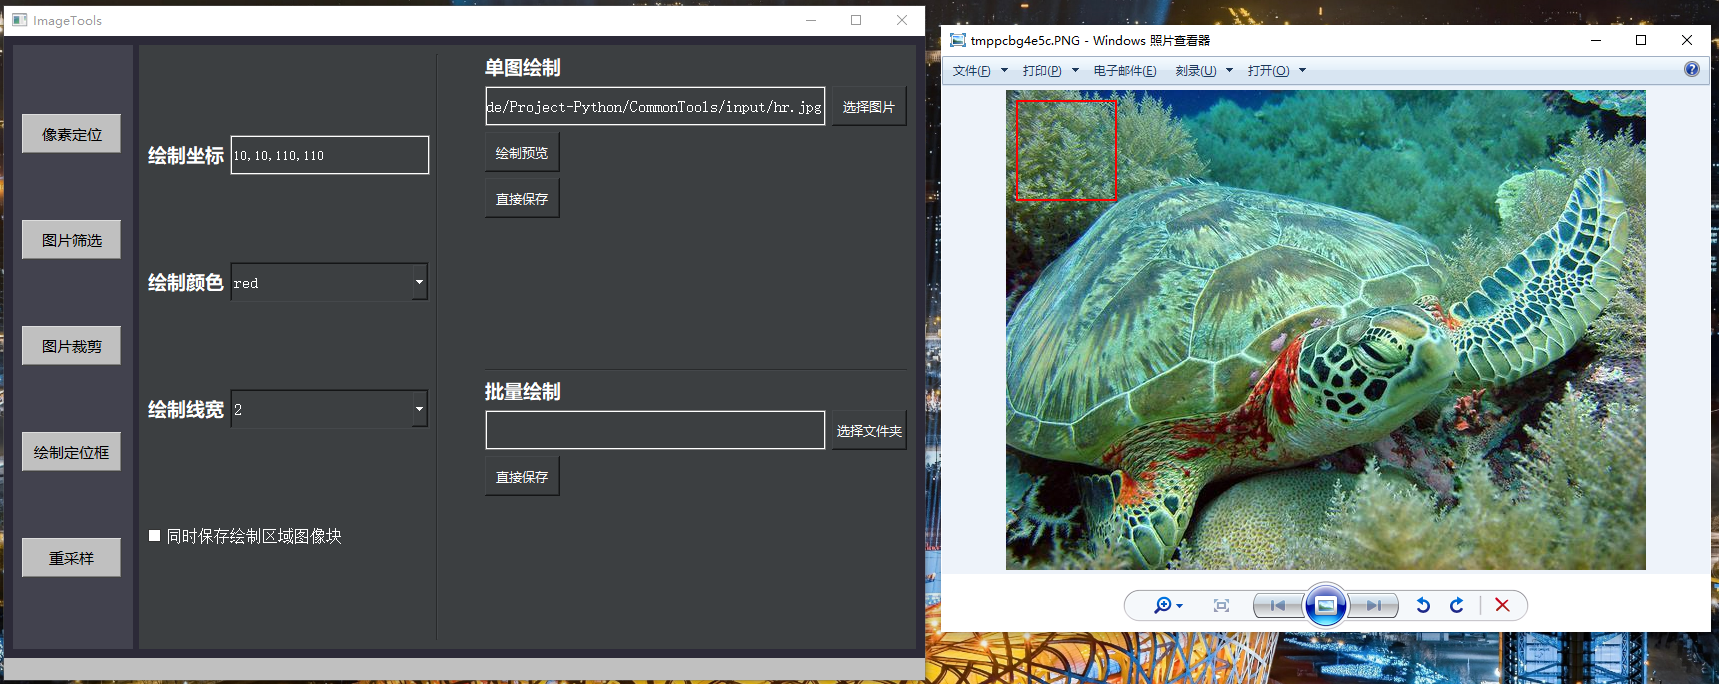 ImageTools
像素定位
图片筛选
图片裁剪
绘制定位框
重采样
绘制坐标
10,10,110,110
绘制颜色
red
绘制线宽
2
同时保存绘制区域图像块
单图绘制
de/Project-Python/CommonTools/input/hr.jpg
选择图片
绘制预览
直接保存
批量绘制
选择文件夹
直接保存
tmppcbg4e5c.PNG - Windows 照片查看器
文件(F) 打印(P) 电子邮件(E) 刻录(U) 打开(O)